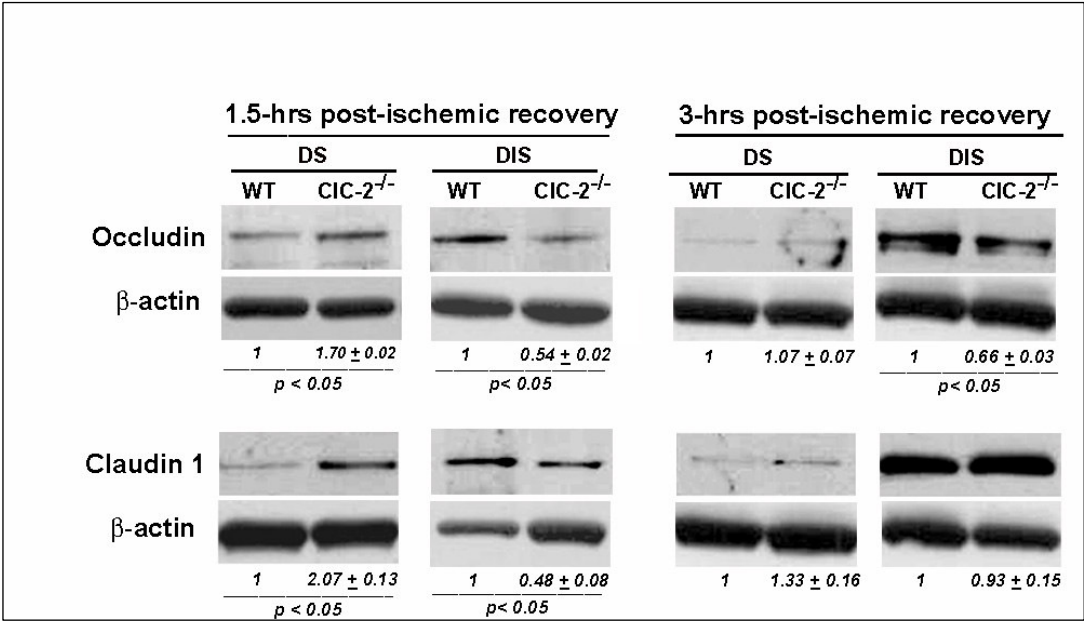 1.5-hrs post-ischemic recovery 3-hrs post-ischemic recovery
DS DIS DS DIS
WT ClC-2-/- WT ClC-2-/- WT ClC-2-/- WT ClC-2-/-
Occludin
β-actin
1 1.70 ± 0.02 1 0.54 ± 0.02 1 1.07 ± 0.07 1 0.66 ± 0.03
p < 0.05 p < 0.05 p < 0.05
Claudin 1
β-actin
1 2.07 ± 0.13 1 0.48 ± 0.08 1 1.33 ± 0.16 1 0.93 ± 0.15
p < 0.05 p < 0.05